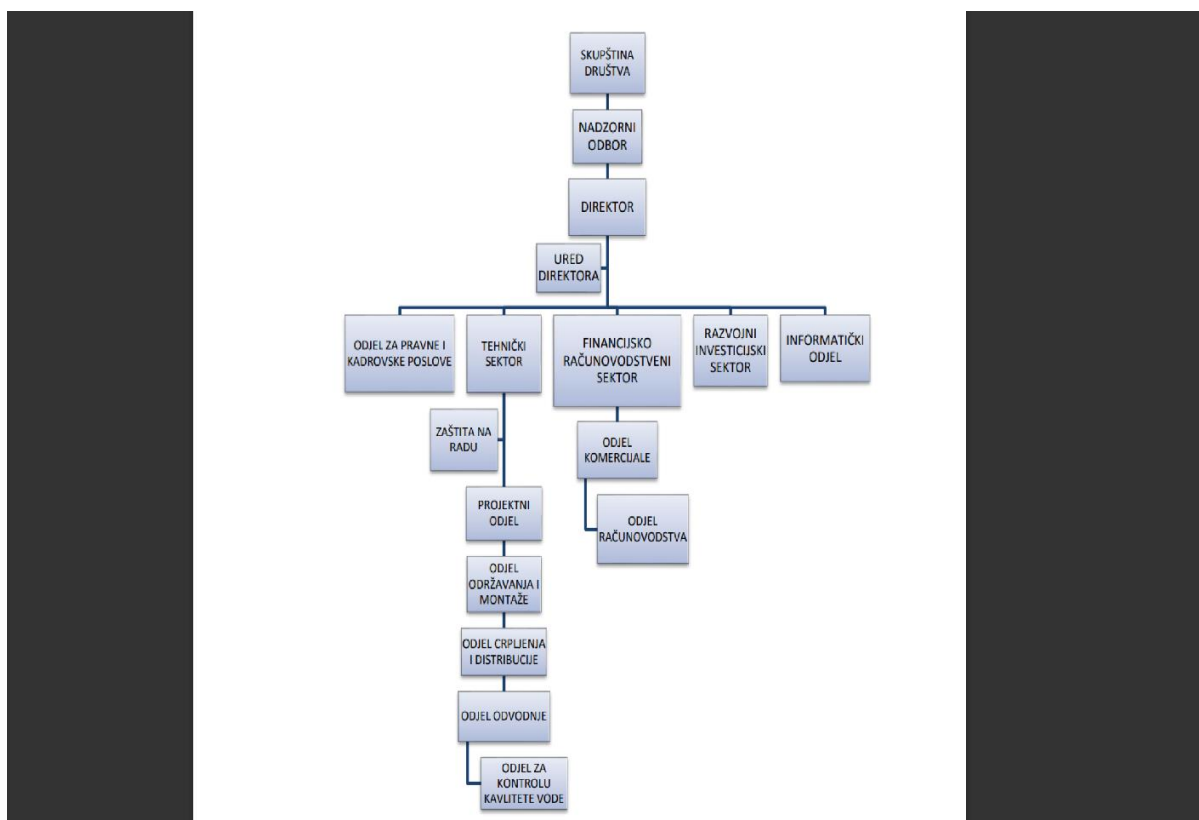 SKUPŠTINA
DRUŠTVA
NADZORNI
ODBOR
DIREKTOR
URED
DIREKTORA
ODJEL ZA PRAVNE I
KADROVSKE POSLOVE
TEHNIČKI
SEKTOR
FINANCIJSKO
RAČUNOVODSTVENI
SEKTOR
RAZVOJNI
INVESTICIJSKI
SEKTOR
INFORMATIČKI
ODJEL
ZAŠTITA NA
RADU
ODJEL
KOMERCIJALE
PROJEKTNI
ODJEL
ODJEL
RAČUNOVODSTVA
ODJEL
ODRŽAVANJA I
MONTAŽE
ODJEL CRPLJENJA
I DISTRIBUCIJE
ODJEL ODVODNJE
ODJEL ZA
KONTROLU
KAVLITETE VODE